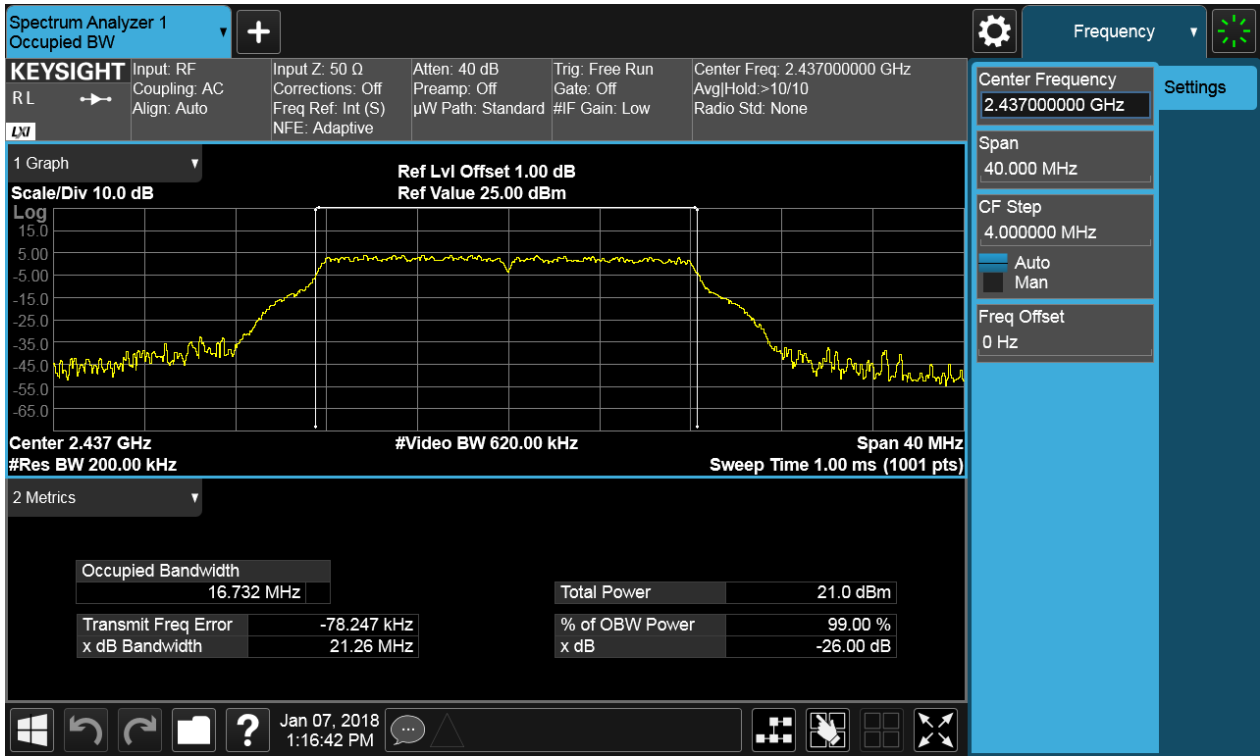 Spectrum Analyzer 1
Occupied BW
+
Frequency
KEYSIGHT
RL
LXI
Input: RF
Coupling: AC
Align: Auto
Input Z: 50 Ω
Corrections: Off
Freq Ref: Int (S)
NFE: Adaptive
Atten: 40 dB
Preamp: Off
µW Path: Standard
Trig: Free Run
Gate: Off
#IF Gain: Low
Center Freq: 2.437000000 GHz
Avg|Hold:>10/10
Radio Std: None
Center Frequency
2.437000000 GHz
Settings
Span
40.000 MHz
CF Step
4.000000 MHz
Auto
Man
Freq Offset
0 Hz
1 Graph
Scale/Div 10.0 dB
Ref Lvl Offset 1.00 dB
Ref Value 25.00 dBm
Log
15.0
5.00
-5.00
-15.0
-25.0
-35.0
-45.0
-55.0
-65.0
Center 2.437 GHz
#Video BW 620.00 kHz
Span 40 MHz
#Res BW 200.00 kHz
Sweep Time 1.00 ms (1001 pts)
2 Metrics
Occupied Bandwidth
16.732 MHz
Total Power 21.0 dBm
Transmit Freq Error -78.247 kHz
% of OBW Power 99.00 %
x dB Bandwidth 21.26 MHz
x dB -26.00 dB
?
Jan 07, 2018
1:16:42 PM